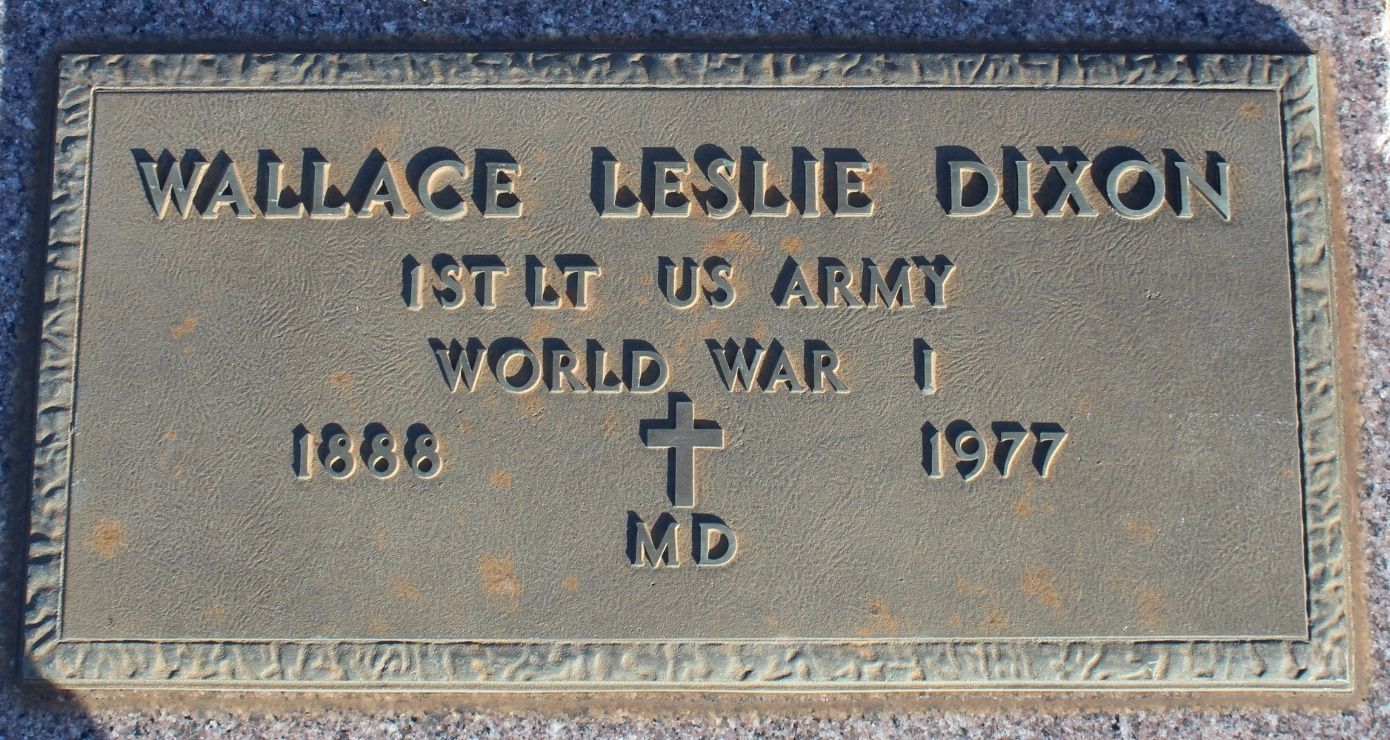 WALLACE LESLIE DIXON
1ST LT US ARMY
WORLD WAR I
1888 1977
MD